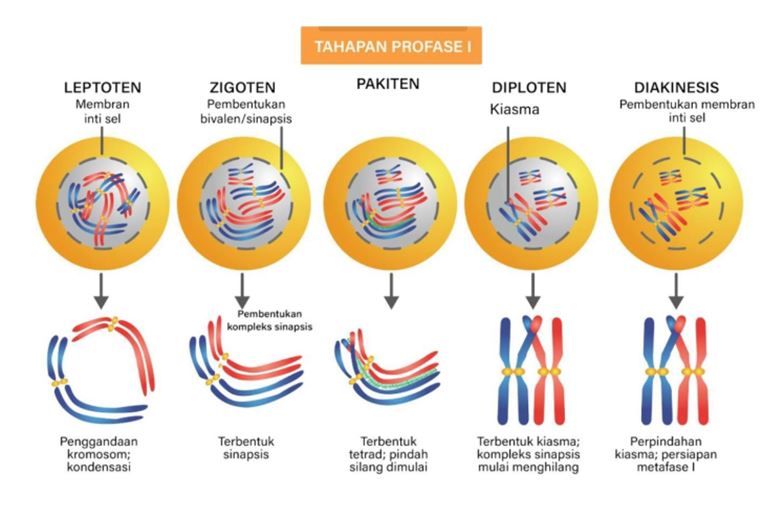 TAHAPAN PROFASE I
LEPTOTEN
Membran
inti sel
ZIGOTEN
Pembentukan
bivalen/sinapsis
PAKITEN
DIPLOTEN
Kiasma
DIAKINESIS
Pembentukan membran
inti sel
Pembentukan
kompleks sinapsis
Penggandaan
kromosom;
kondensasi
Terbentuk
sinapsis
Terbentuk
tetrad; pindah
silang dimulai
Terbentuk kiasma;
kompleks sinapsis
mulai menghilang
Perpindahan
kiasma; persiapan
metafase I